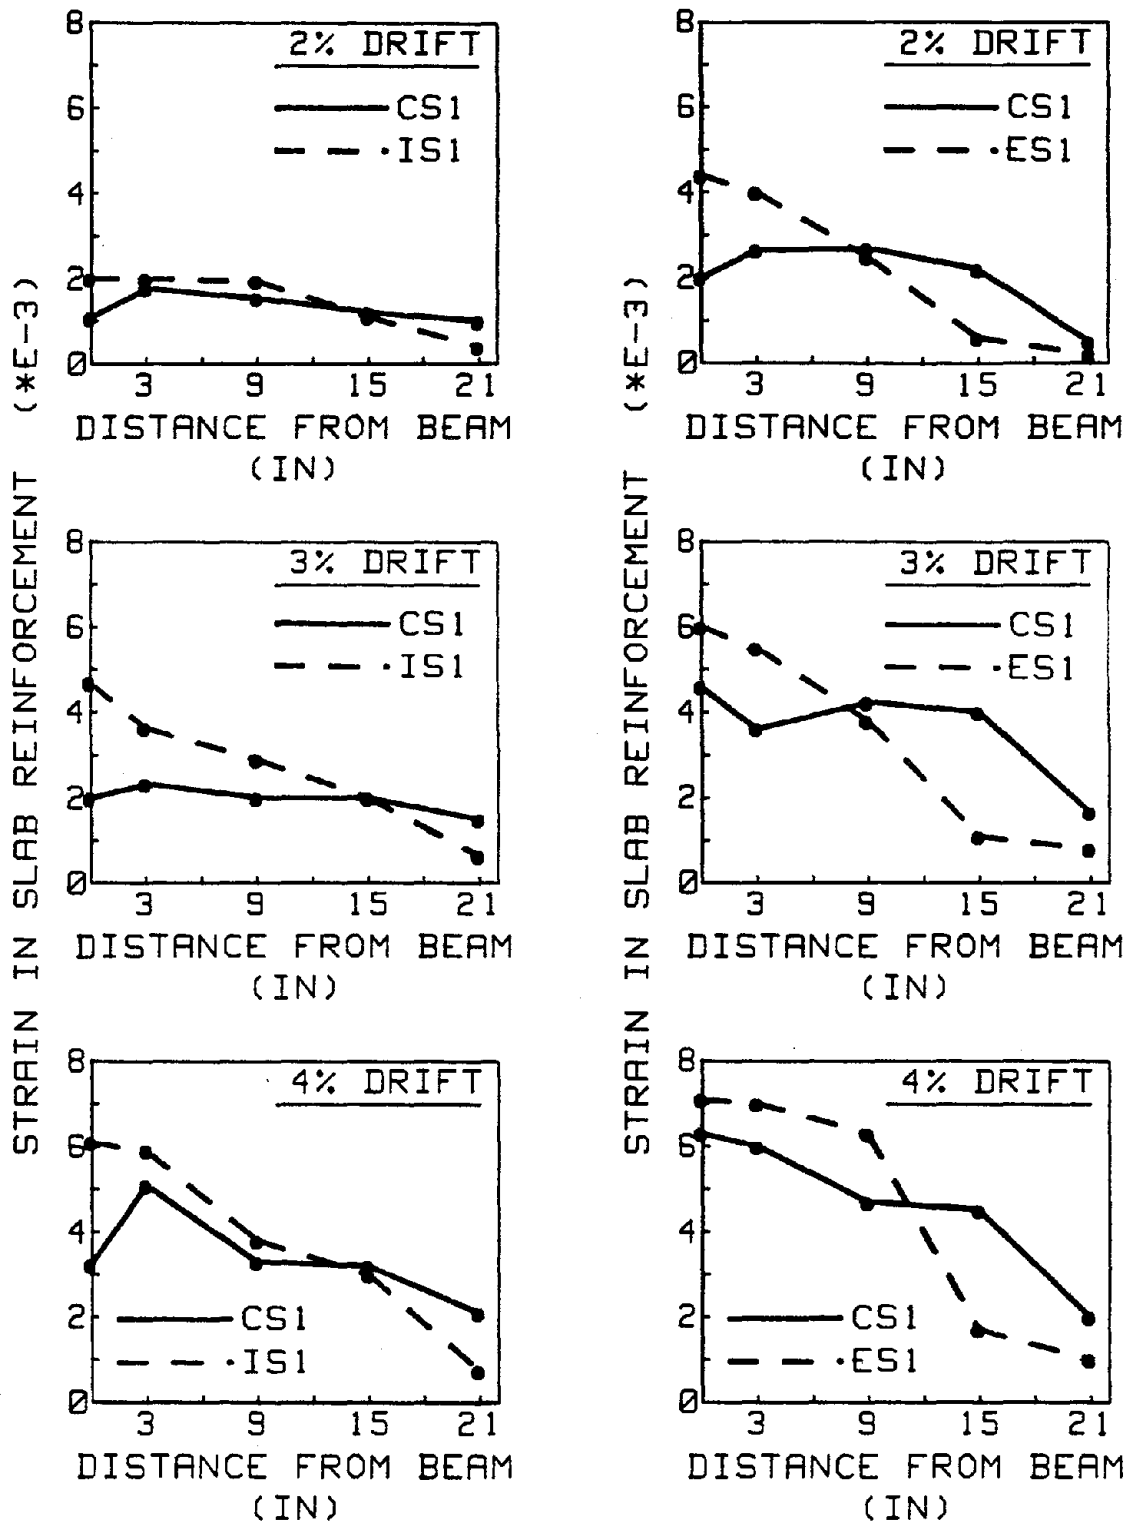 STRAIN IN SLAB REINFORCEMENT (*E-3)
8
6
4
2
0
2% DRIFT
CS1
IS1
3 9 15 21
DISTANCE FROM BEAM
(IN)
8
6
4
2
0
3% DRIFT
CS1
IS1
3 9 15 21
DISTANCE FROM BEAM
(IN)
8
6
4
2
0
4% DRIFT
CS1
IS1
3 9 15 21
DISTANCE FROM BEAM
(IN)
STRAIN IN SLAB REINFORCEMENT (*E-3)
8
6
4
2
0
2% DRIFT
CS1
ES1
3 9 15 21
DISTANCE FROM BEAM
(IN)
8
6
4
2
0
3% DRIFT
CS1
ES1
3 9 15 21
DISTANCE FROM BEAM
(IN)
8
6
4
2
0
4% DRIFT
CS1
ES1
3 9 15 21
DISTANCE FROM BEAM
(IN)